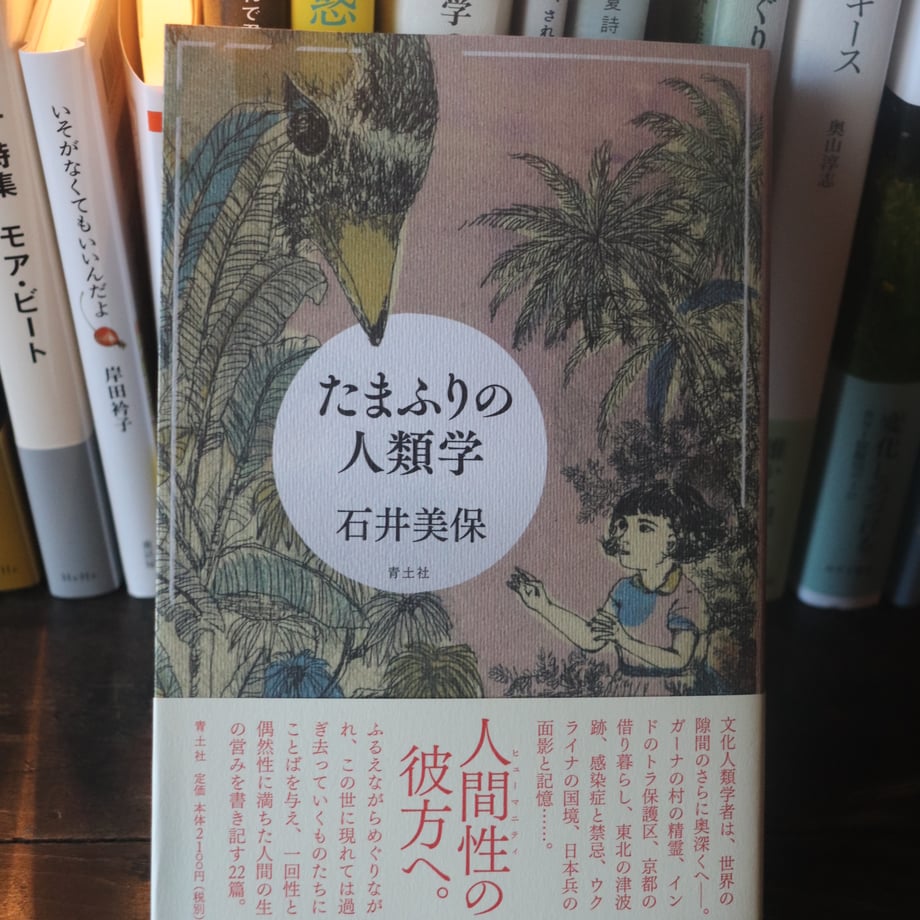 たまふりの
人類学
石井美保
青土社
文化人類学者は、世界の
隙間のさらに奥深くへ――。
ガーナの村の精霊、イン
ドのトラ保護区、京都の
借り暮らし、東北の津波
跡、感染症と禁忌、ウク
ライナの国境、日本兵の
面影と記憶……。
人間性の
ヒューマニティ
彼方へ。
ふるえながらめぐりなが
れ、この世に現れては過
ぎ去っていくものたちに
ことばを与え、一回性と
偶然性に満ちた人間の生
の営みを書き記す22篇。
青土社 定価 本体2100円(税別)
モア・ビート
いそがなくてもいいんだよ
岸田衿子
奥山淳志